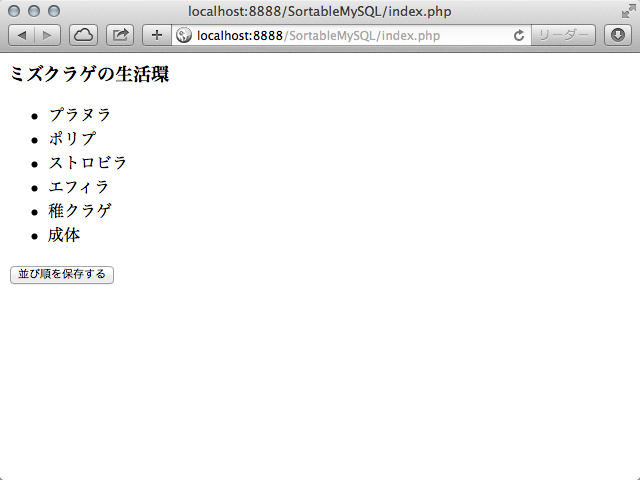 localhost:8888/SortableMySQL/index.php
localhost:8888/SortableMySQL/index.php
リーダー
ミズクラゲの生活環
プラヌラ
ポリプ
ストロビラ
エフィラ
稚クラゲ
成体
並び順を保存する